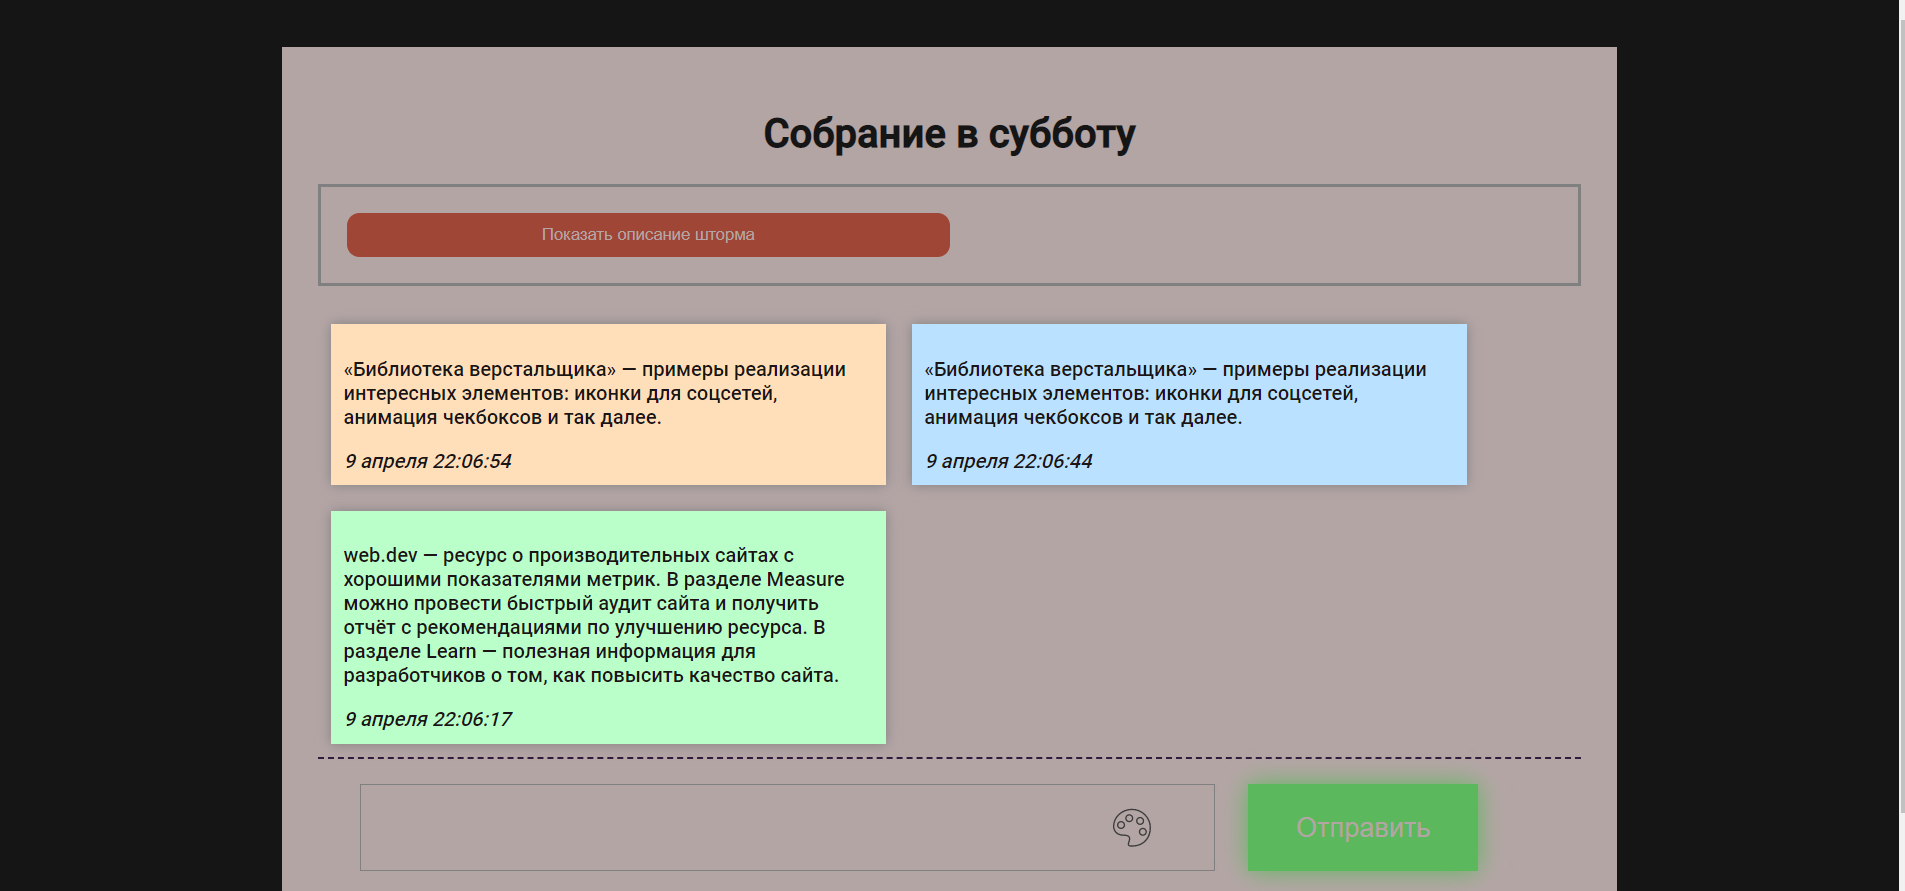 Собрание в субботу
Показать описание шторма
«Библиотека верстальщика» — примеры реализации
интересных элементов: иконки для соцсетей,
анимация чекбоксов и так далее.
9 апреля 22:06:54
«Библиотека верстальщика» — примеры реализации
интересных элементов: иконки для соцсетей,
анимация чекбоксов и так далее.
9 апреля 22:06:44
web.dev — ресурс о производительных сайтах с
хорошими показателями метрик. В разделе Measure
можно провести быстрый аудит сайта и получить
отчёт с рекомендациями по улучшению ресурса. В
разделе Learn — полезная информация для
разработчиков о том, как повысить качество сайта.
9 апреля 22:06:17
Отправить